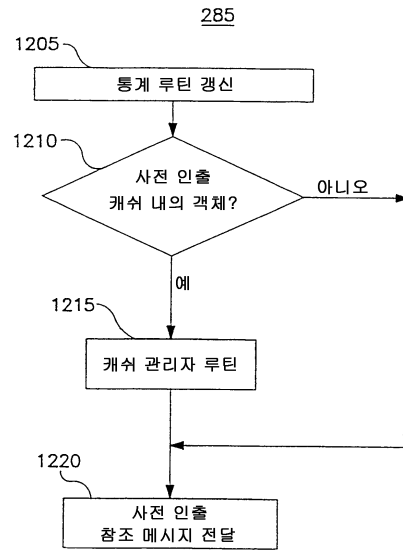 285
1205
통계 루틴 갱신
1210
사전 인출
캐쉬 내의 객체?
아니오
예
1215
캐쉬 관리자 루틴
1220
사전 인출
참조 메시지 전달